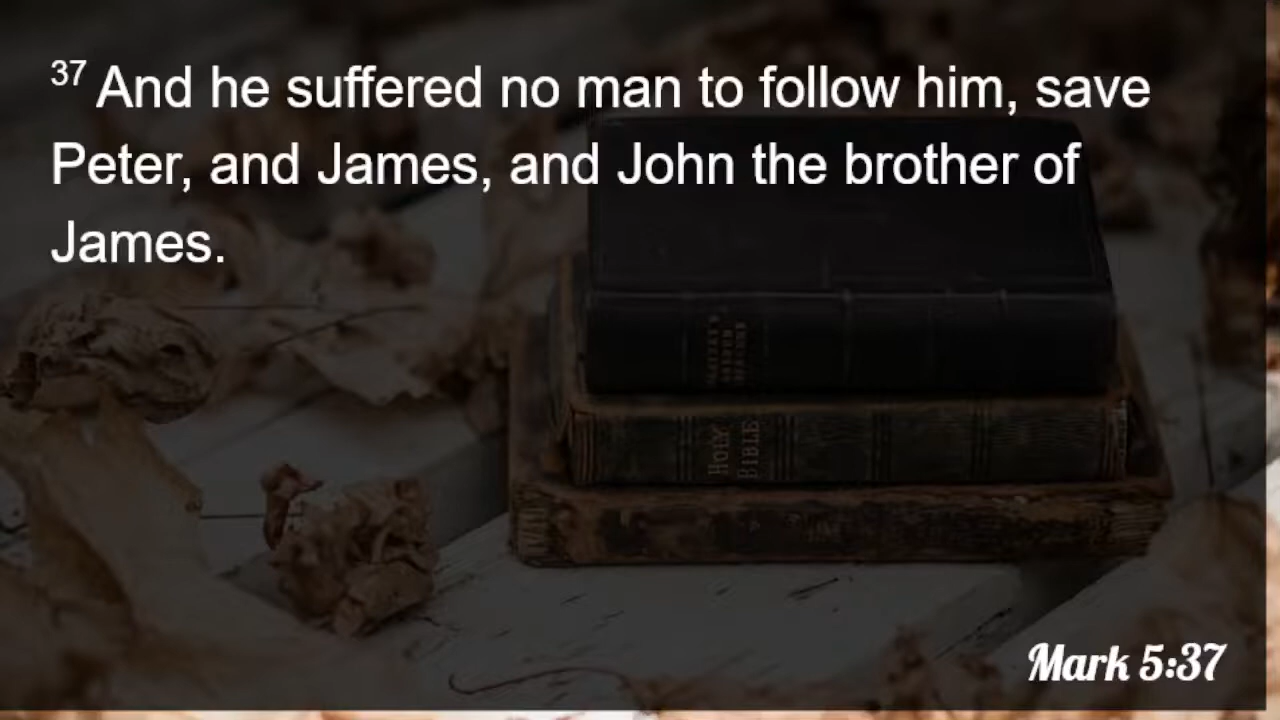 37 And he suffered no man to follow him, save
Peter, and James, and John the brother of
James.
HOLY
BIBLE
Mark 5:37